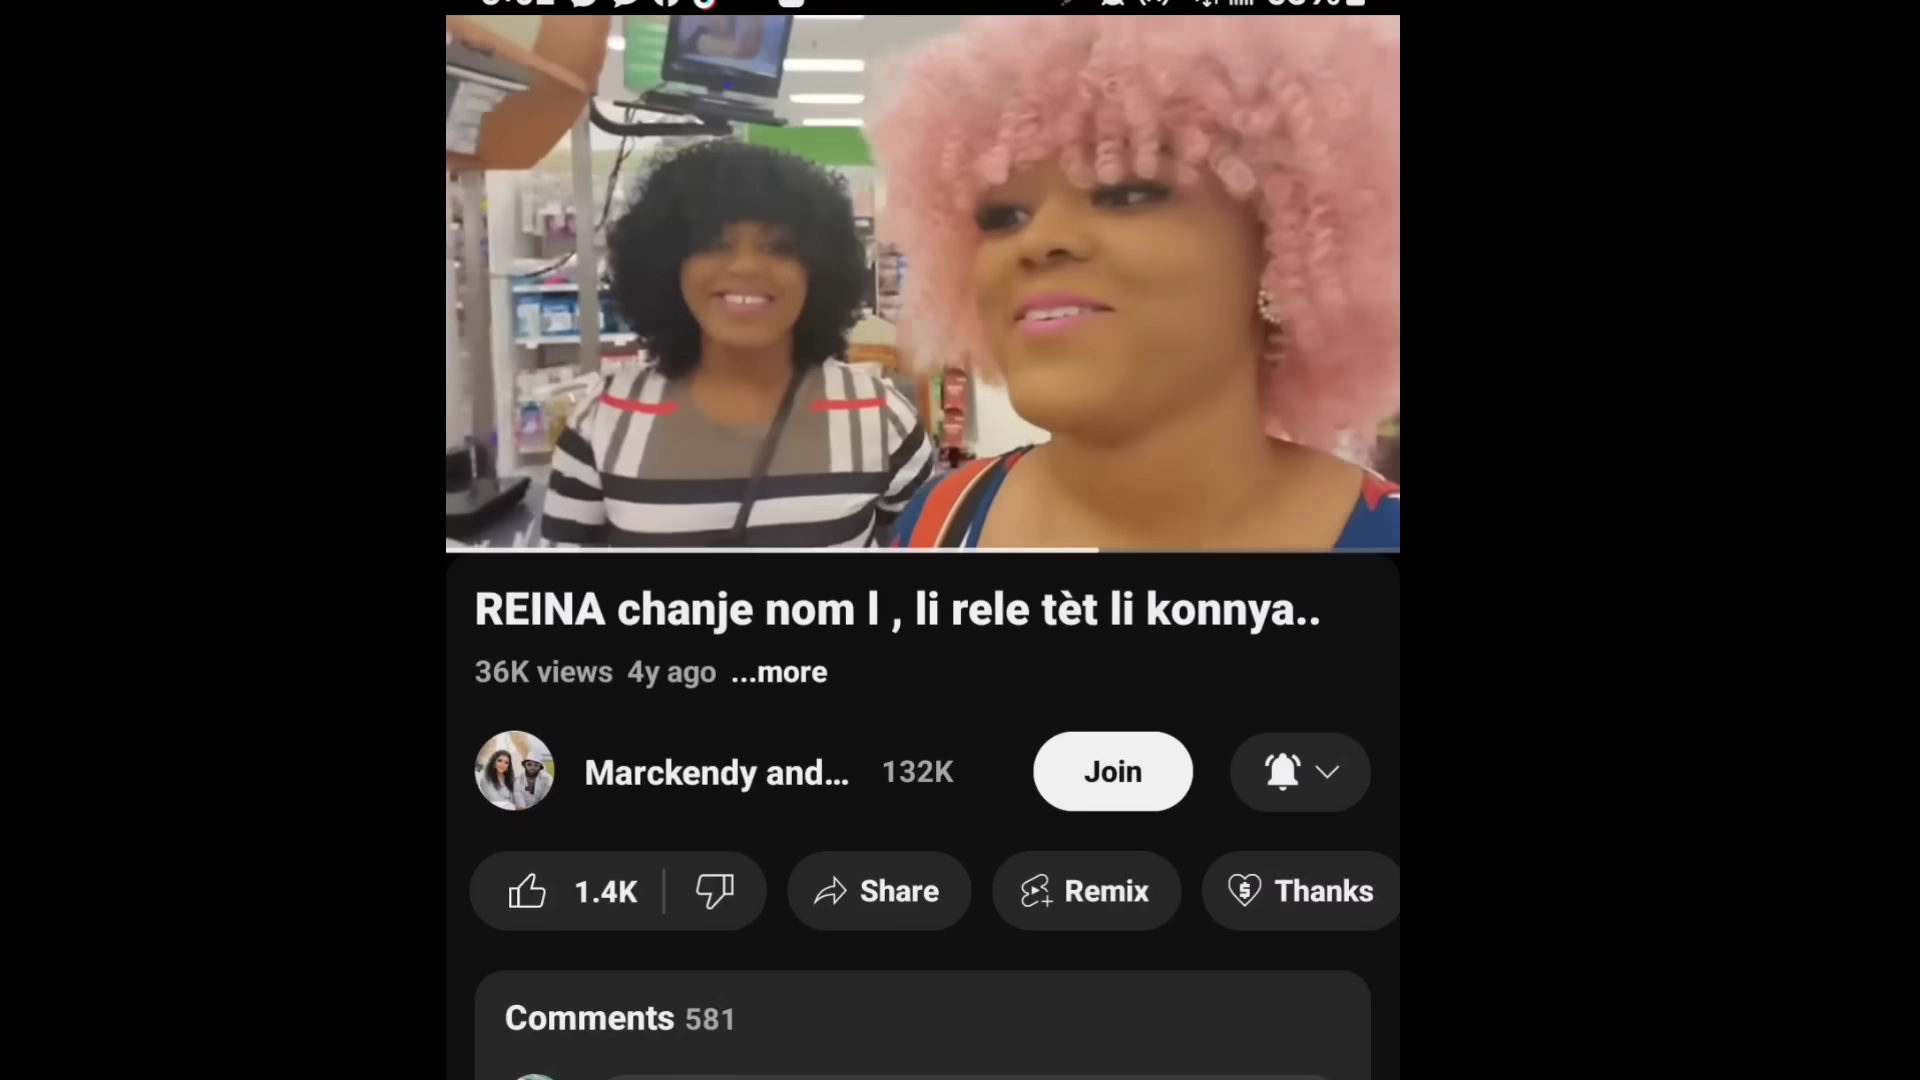 REINA chanje nom l , li rele tèt li konnya..
36K views 4y ago ...more
Marckendy and... 132K Join
1.4K Share Remix Thanks
Comments 581